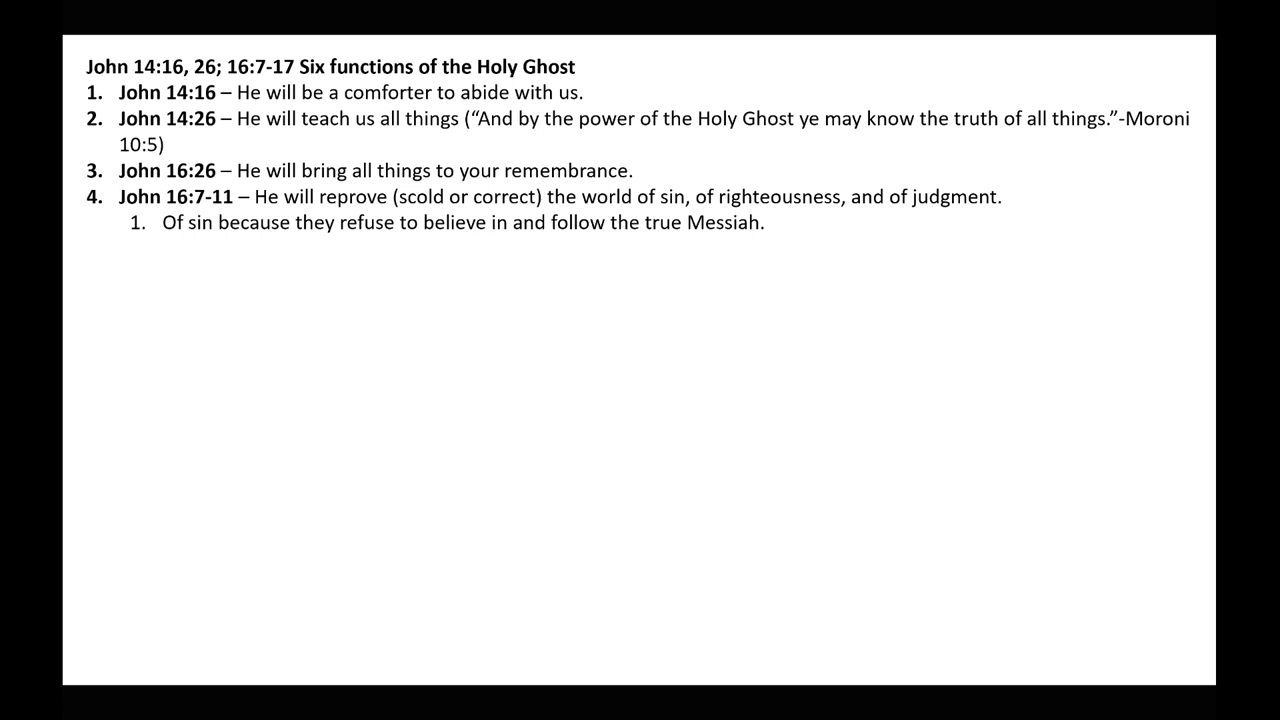 John 14:16, 26; 16:7-17 Six functions of the Holy Ghost
1. John 14:16 – He will be a comforter to abide with us.
2. John 14:26 – He will teach us all things (“And by the power of the Holy Ghost ye may know the truth of all things.”-Moroni
10:5)
3. John 16:26 – He will bring all things to your remembrance.
4. John 16:7-11 – He will reprove (scold or correct) the world of sin, of righteousness, and of judgment.
1. Of sin because they refuse to believe in and follow the true Messiah.